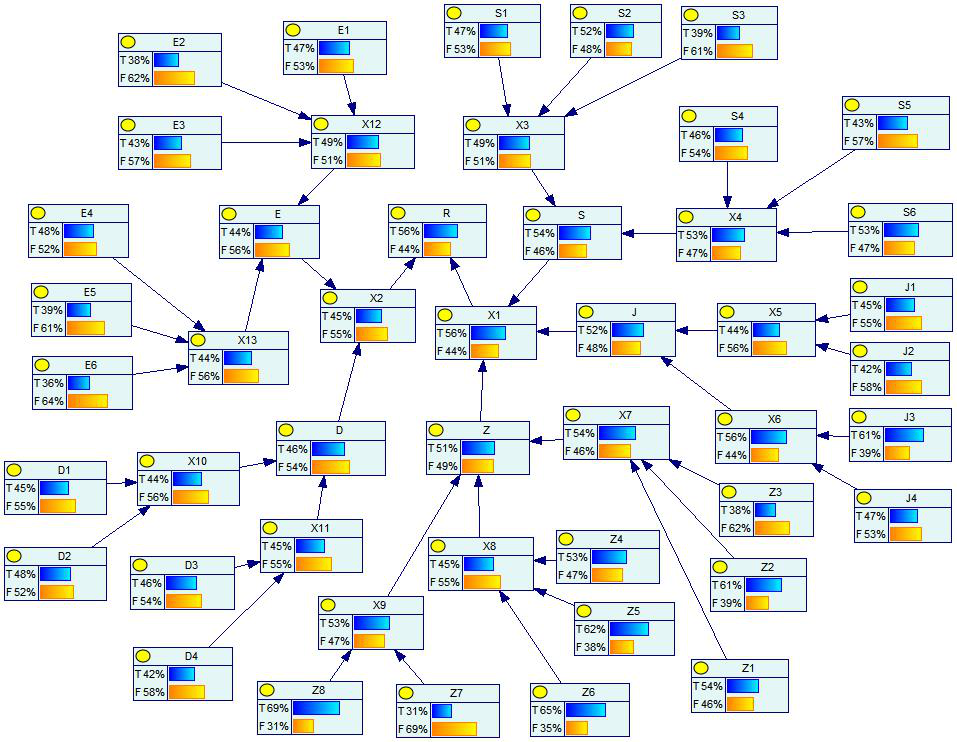 S1
T 47%
F 53%
S2
T 52%
F 48%
S3
T 39%
F 61%
E2
T 38%
F 62%
E1
T 47%
F 53%
E3
T 43%
F 57%
X12
T 49%
F 51%
X3
T 49%
F 51%
S4
T 46%
F 54%
S5
T 43%
F 57%
E4
T 48%
F 52%
E
T 44%
F 56%
R
T 56%
F 44%
S
T 54%
F 46%
X4
T 53%
F 47%
S6
T 53%
F 47%
E5
T 39%
F 61%
X2
T 45%
F 55%
X1
T 56%
F 44%
J
T 52%
F 48%
X5
T 44%
F 56%
J1
T 45%
F 55%
X13
T 44%
F 56%
E6
T 36%
F 64%
J2
T 42%
F 58%
D
T 46%
F 54%
Z
T 51%
F 49%
X7
T 54%
F 46%
X6
T 56%
F 44%
J3
T 61%
F 39%
D1
T 45%
F 55%
X10
T 44%
F 56%
Z3
T 38%
F 62%
J4
T 47%
F 53%
D2
T 48%
F 52%
D3
T 46%
F 54%
X11
T 45%
F 55%
X8
T 45%
F 55%
Z4
T 53%
F 47%
Z2
T 61%
F 39%
X9
T 53%
F 47%
Z5
T 62%
F 38%
D4
T 42%
F 58%
Z8
T 69%
F 31%
Z7
T 31%
F 69%
Z6
T 65%
F 35%
Z1
T 54%
F 46%